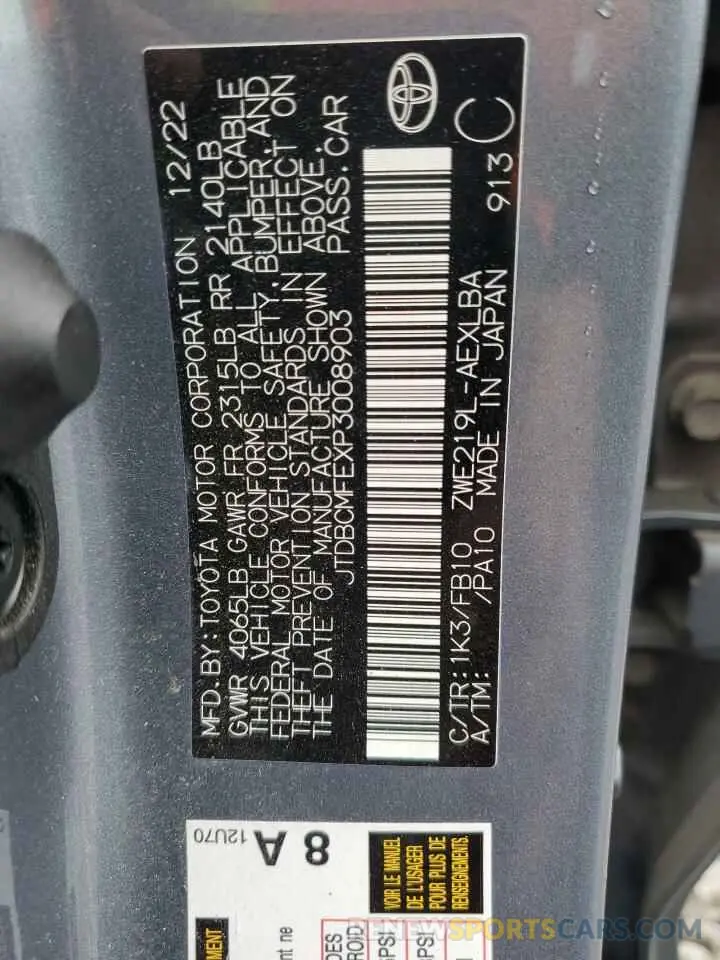 MFD. BY: TOYOTA MOTOR CORPORATION 12/22
GVWR 4065LB GAWR FR 2315LB RR 2140LB
THIS VEHICLE CONFORMS TO ALL APPLICABLE
FEDERAL MOTOR VEHICLE SAFETY, BUMPER, AND
THEFT PREVENTION STANDARDS IN EFFECT ON
THE DATE OF MANUFACTURE SHOWN ABOVE.
JTDBCMFEXP3008903 PASS. CAR
C/TR: 1K3/FB10 ZWE219L-AEXLBA
A/TM: /PA10 MADE IN JAPAN 913 C
8 A
12U70
VOIR LE MANUEL
DE L'USAGER
POUR PLUS DE
RENSEIGNEMENTS.
RENEWSPORTSCARS.COM